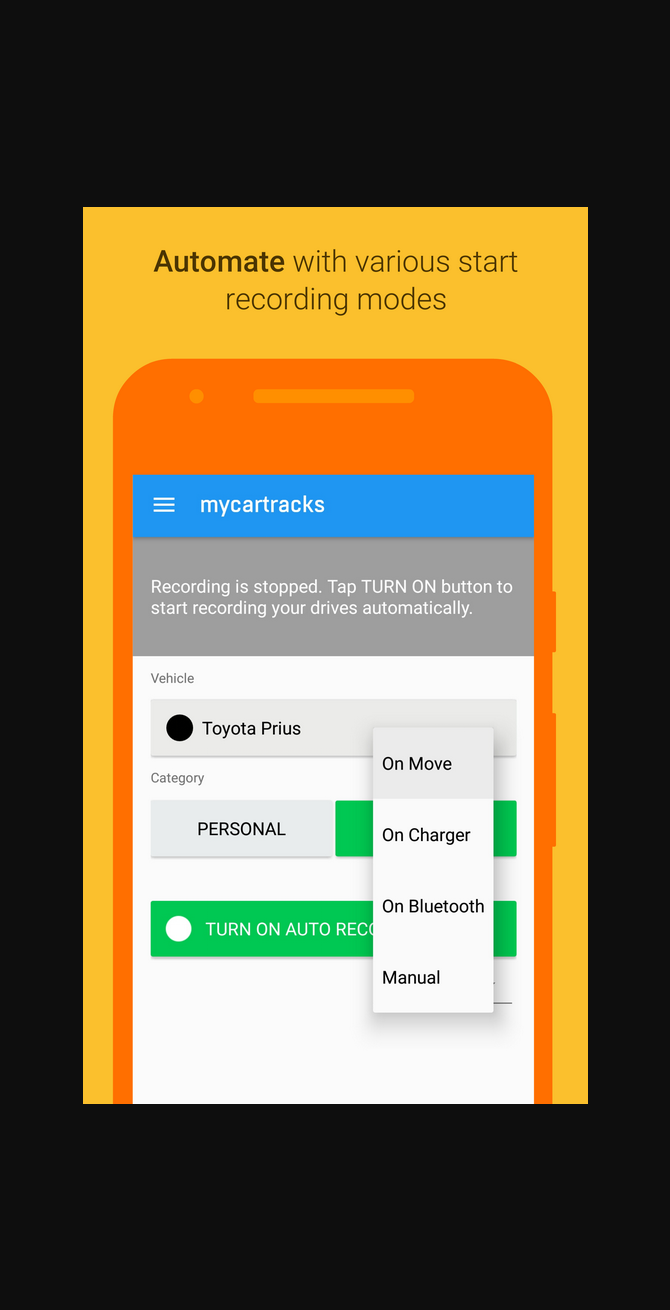 Automate with various start
recording modes
mycartracks
Recording is stopped. Tap TURN ON button to
start recording your drives automatically.
Vehicle
Toyota Prius
On Move
Category
PERSONAL
On Charger
On Bluetooth
TURN ON AUTO
Manual